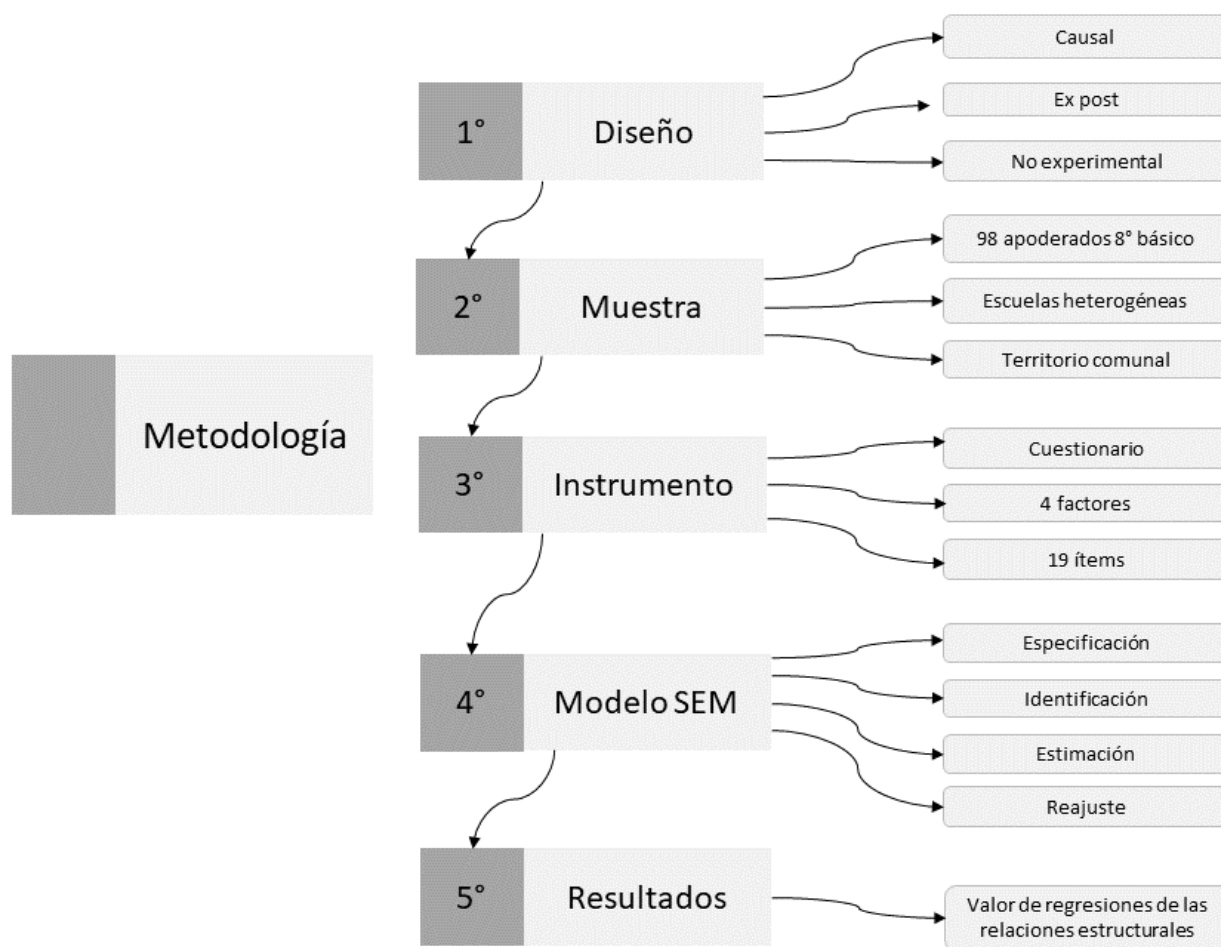 Metodología
1°
Diseño
Causal
Ex post
No experimental
2°
Muestra
98 apoderados 8° básico
Escuelas heterogéneas
Territorio comunal
3°
Instrumento
Cuestionario
4 factores
19 ítems
4°
Modelo SEM
Especificación
Identificación
Estimación
Reajuste
5°
Resultados
Valor de regresiones de las
relaciones estructurales